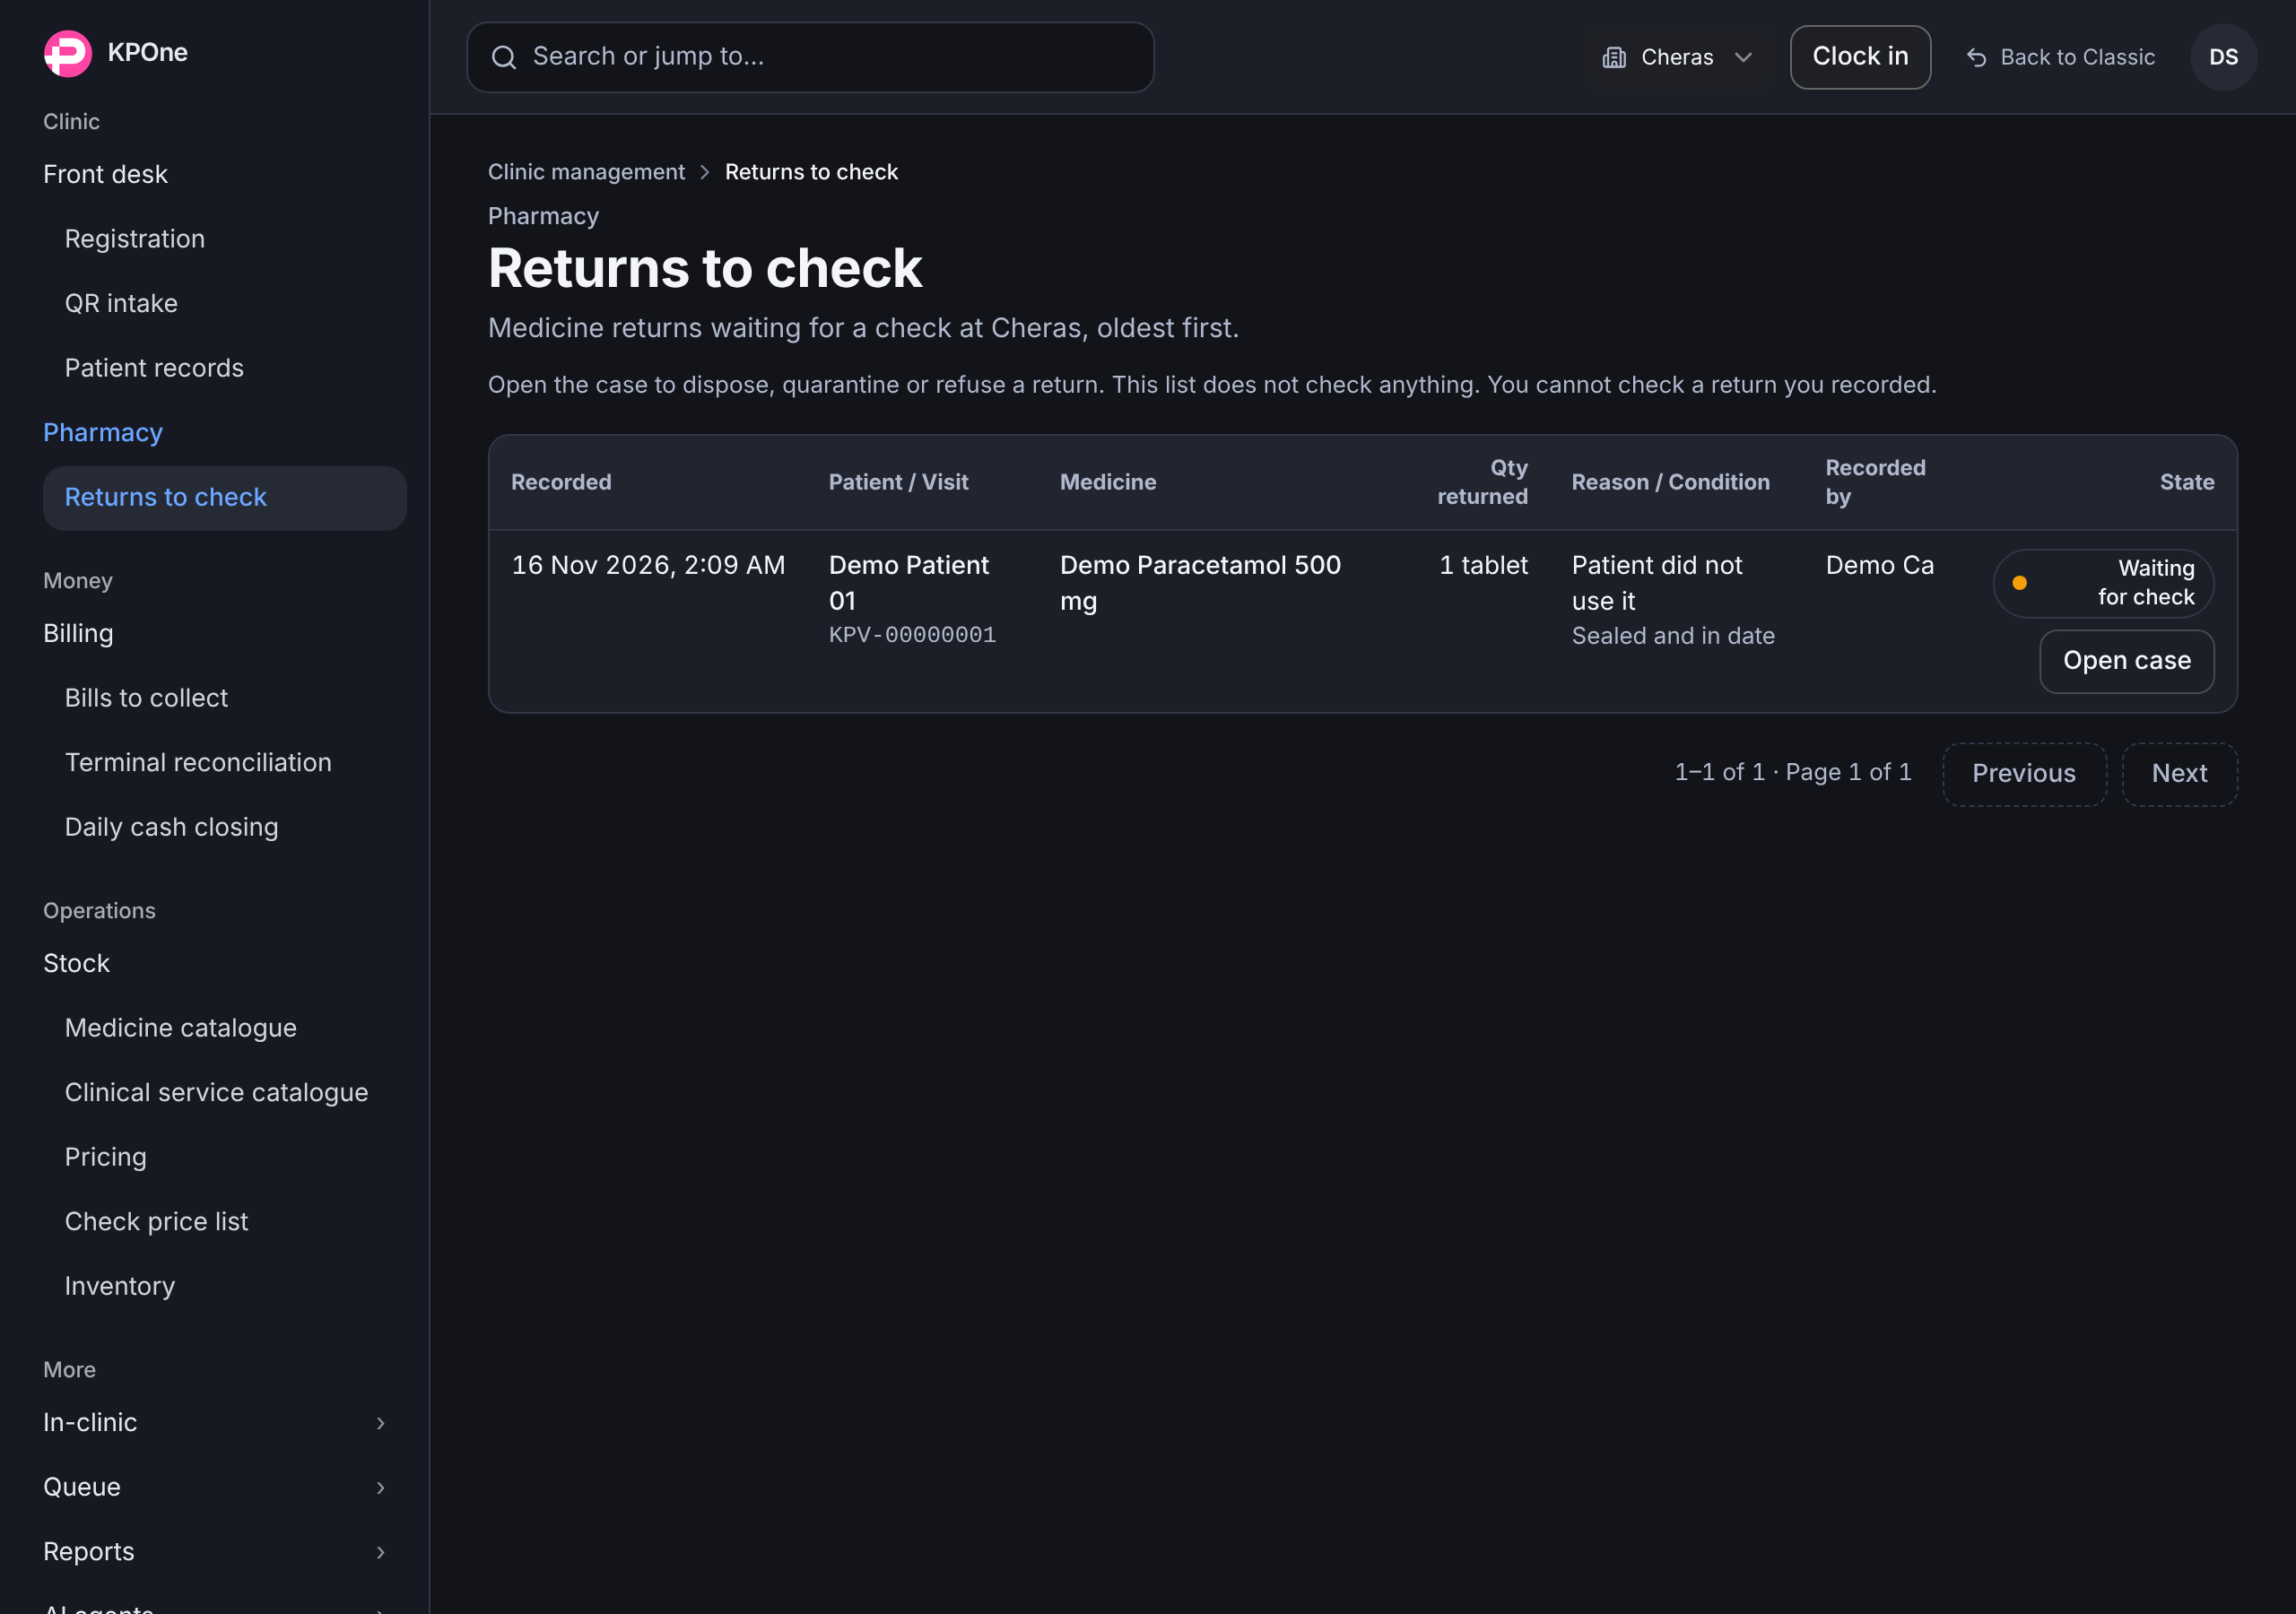 KPOne
Clinic
Front desk
Registration
QR intake
Patient records
Pharmacy
Returns to check
Money
Billing
Bills to collect
Terminal reconciliation
Daily cash closing
Operations
Stock
Medicine catalogue
Clinical service catalogue
Pricing
Check price list
Inventory
More
In-clinic
Queue
Reports
AI agents
Search or jump to...
Cheras
Clock in
Back to Classic
DS
Clinic management > Returns to check
Pharmacy
Returns to check
Medicine returns waiting for a check at Cheras, oldest first.
Open the case to dispose, quarantine or refuse a return. This list does not check anything. You cannot check a return you recorded.
Recorded
Patient / Visit
Medicine
Qty
returned
Reason / Condition
Recorded
by
State
16 Nov 2026, 2:09 AM
Demo Patient
01
KPV-00000001
Demo Paracetamol 500
mg
1 tablet
Patient did not
use it
Sealed and in date
Demo Ca
Waiting
for check
Open case
1–1 of 1 · Page 1 of 1
Previous
Next